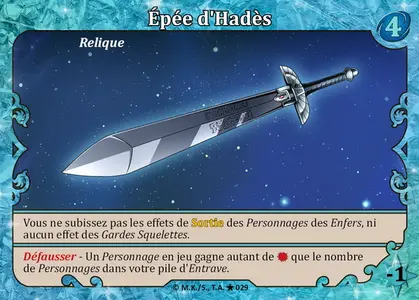 Épée d'Hadès
4
Relique
Vous ne subissez pas les effets de Sortie des Personnages des Enfers, ni
aucun effet des Gardes Squelettes.
Défausser - Un Personnage en jeu gagne autant de que le nombre
de Personnages dans votre pile d'Entrave.
-1
© M.K./S., T.A. ★ 029